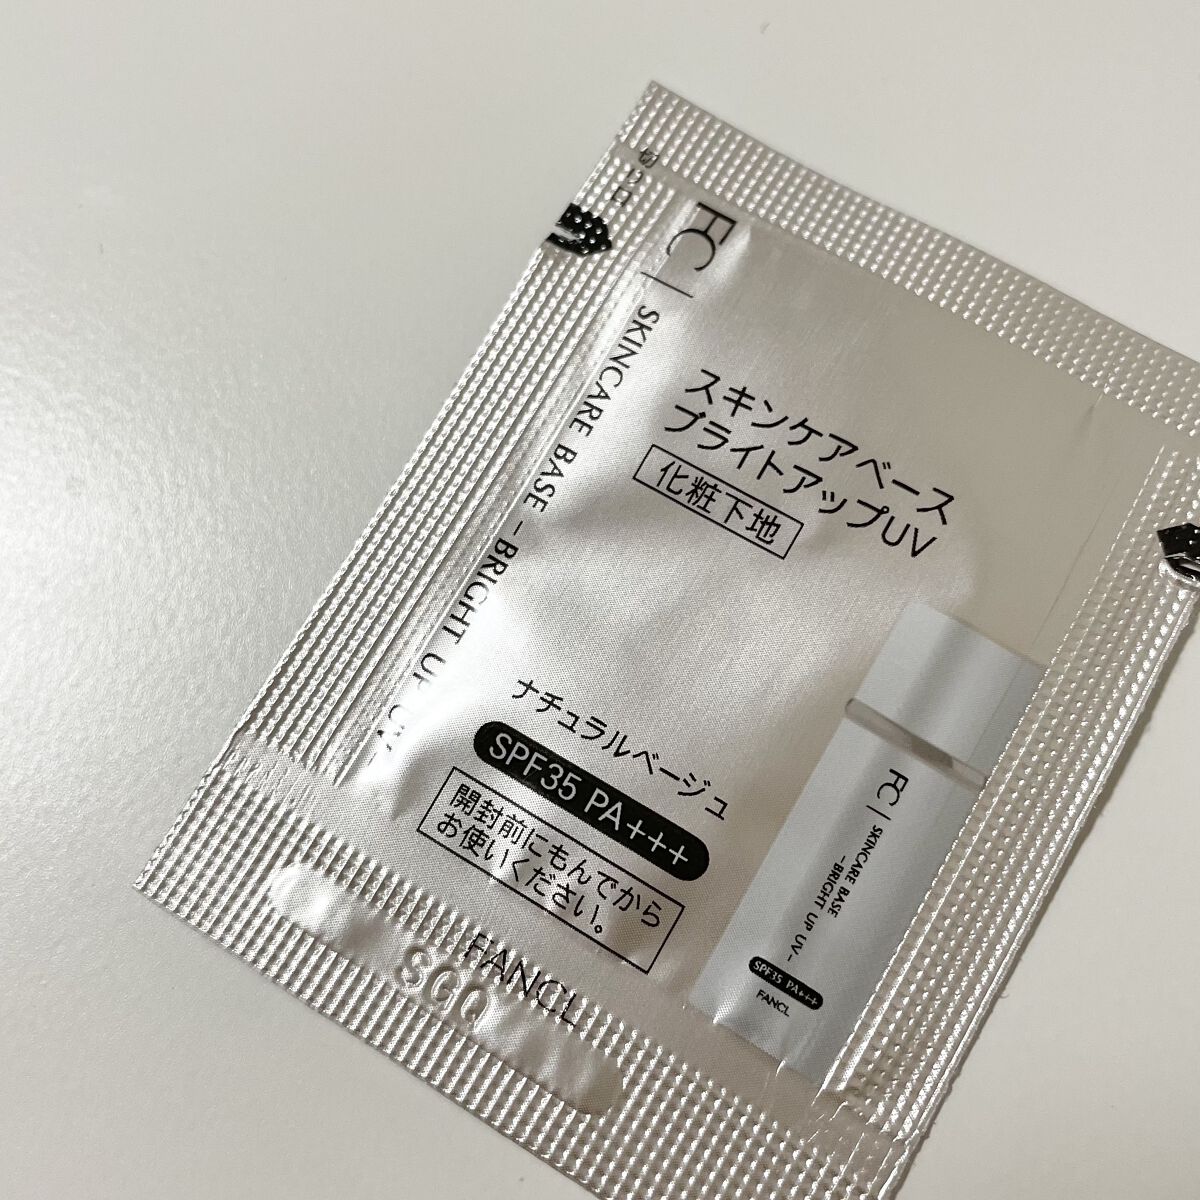 切り口
FC
SKINCARE BASE – BRIGHT UP UV
スキンケアベース
ブライトアップUV
化粧下地
ナチュラルベージュ
SPF35 PA+++
開封前にもんでから
お使いください。
FANCL
SGQ
FC
SKINCARE BASE
–BRIGHT UP UV–
SPF35 PA+++
FANCL